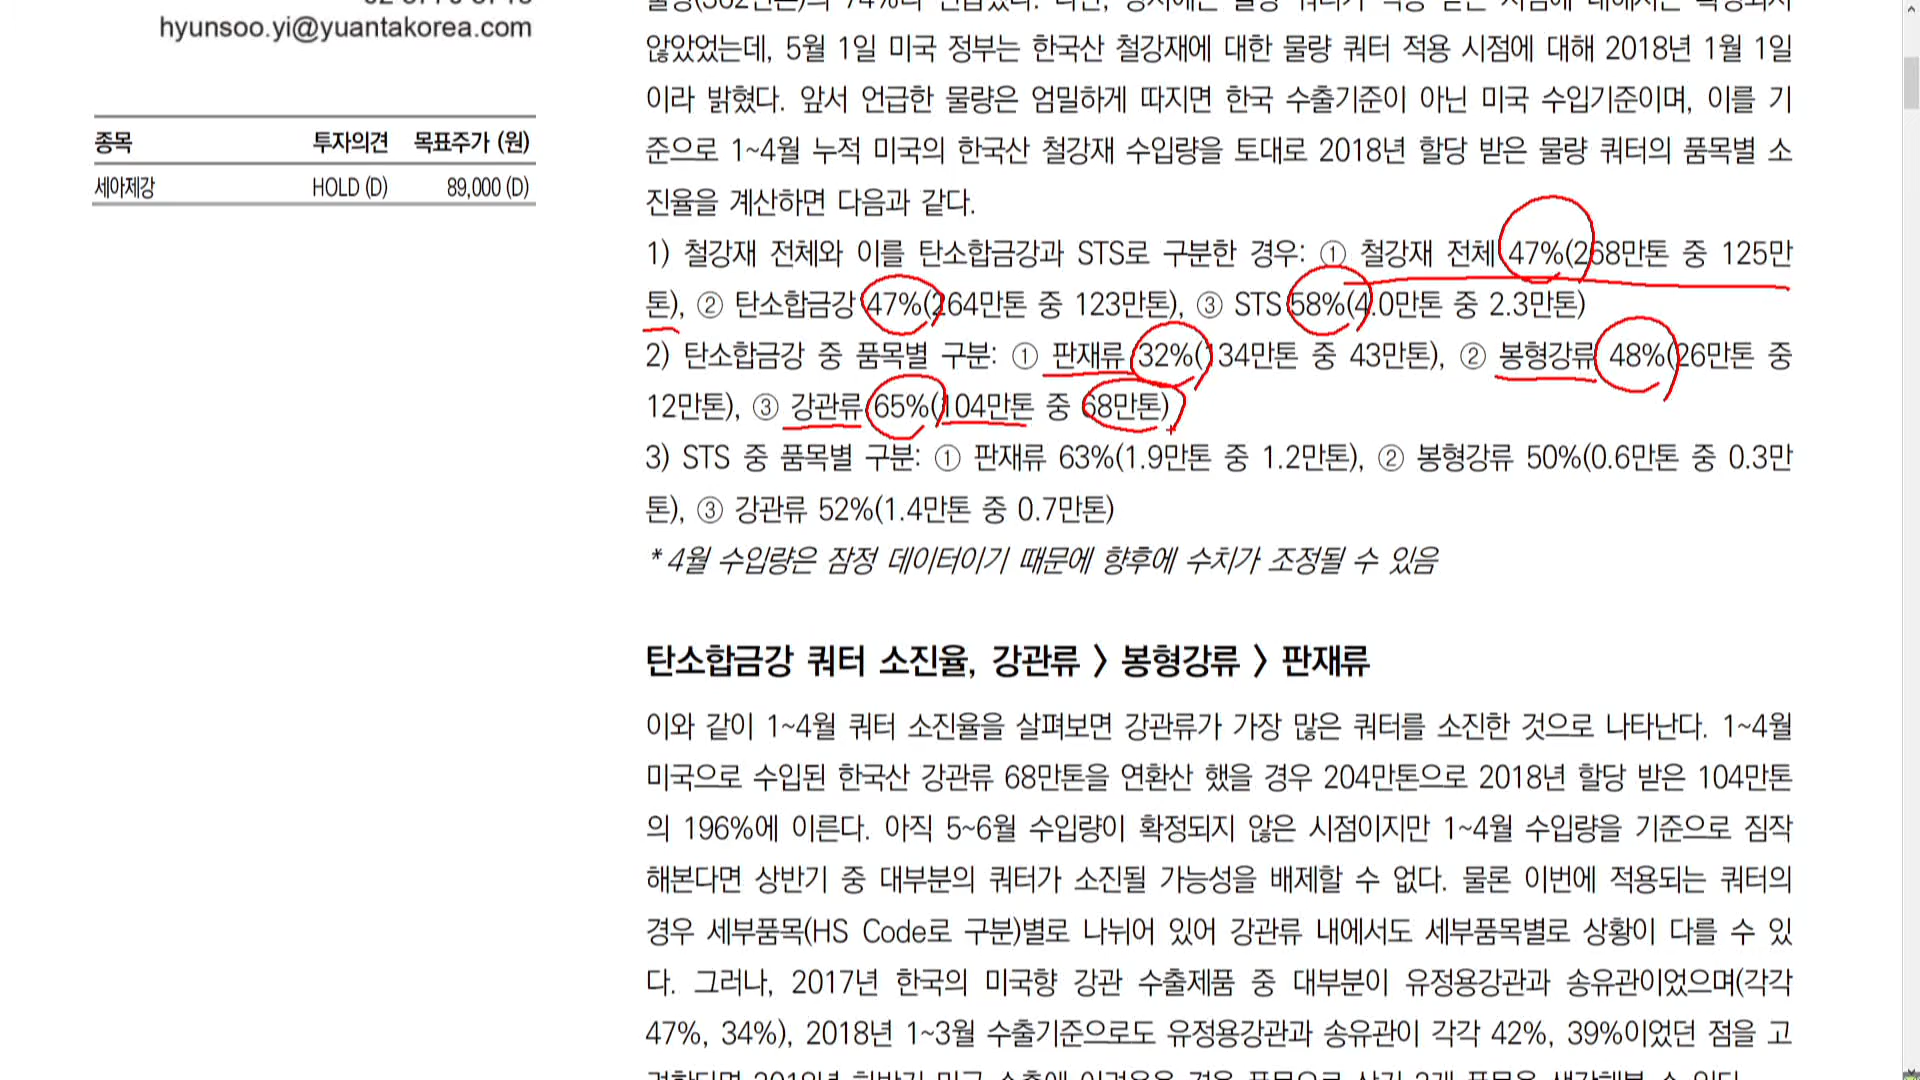 hyunsoo.yi@yuantakorea.com
종목 투자의견 목표주가 (원)
세아제강 HOLD (D) 89,000 (D)
않았었는데, 5월 1일 미국 정부는 한국산 철강재에 대한 물량 쿼터 적용 시점에 대해 2018년 1월 1일
이라 밝혔다. 앞서 언급한 물량은 엄밀하게 따지면 한국 수출기준이 아닌 미국 수입기준이며, 이를 기
준으로 1~4월 누적 미국의 한국산 철강재 수입량을 토대로 2018년 할당 받은 물량 쿼터의 품목별 소
진율을 계산하면 다음과 같다.
1) 철강재 전체와 이를 탄소합금강과 STS로 구분한 경우: ① 철강재 전체 47%(268만톤 중 125만
톤), ② 탄소합금강 47%(264만톤 중 123만톤), ③ STS 58%(4.0만톤 중 2.3만톤)
2) 탄소합금강 중 품목별 구분: ① 판재류 32%(134만톤 중 43만톤), ② 봉형강류 48%(26만톤 중
12만톤), ③ 강관류 65%(104만톤 중 68만톤)
3) STS 중 품목별 구분: ① 판재류 63%(1.9만톤 중 1.2만톤), ② 봉형강류 50%(0.6만톤 중 0.3만
톤), ③ 강관류 52%(1.4만톤 중 0.7만톤)
* 4월 수입량은 잠정 데이터이기 때문에 향후에 수치가 조정될 수 있음
탄소합금강 쿼터 소진율, 강관류 > 봉형강류 > 판재류
이와 같이 1~4월 쿼터 소진율을 살펴보면 강관류가 가장 많은 쿼터를 소진한 것으로 나타난다. 1~4월
미국으로 수입된 한국산 강관류 68만톤을 연환산 했을 경우 204만톤으로 2018년 할당 받은 104만톤
의 196%에 이른다. 아직 5~6월 수입량이 확정되지 않은 시점이지만 1~4월 수입량을 기준으로 짐작
해본다면 상반기 중 대부분의 쿼터가 소진될 가능성을 배제할 수 없다. 물론 이번에 적용되는 쿼터의
경우 세부품목(HS Code로 구분)별로 나뉘어 있어 강관류 내에서도 세부품목별로 상황이 다를 수 있
다. 그러나, 2017년 한국의 미국향 강관 수출제품 중 대부분이 유정용강관과 송유관이었으며(각각
47%, 34%), 2018년 1~3월 수출기준으로도 유정용강관과 송유관이 각각 42%, 39%이었던 점을 고